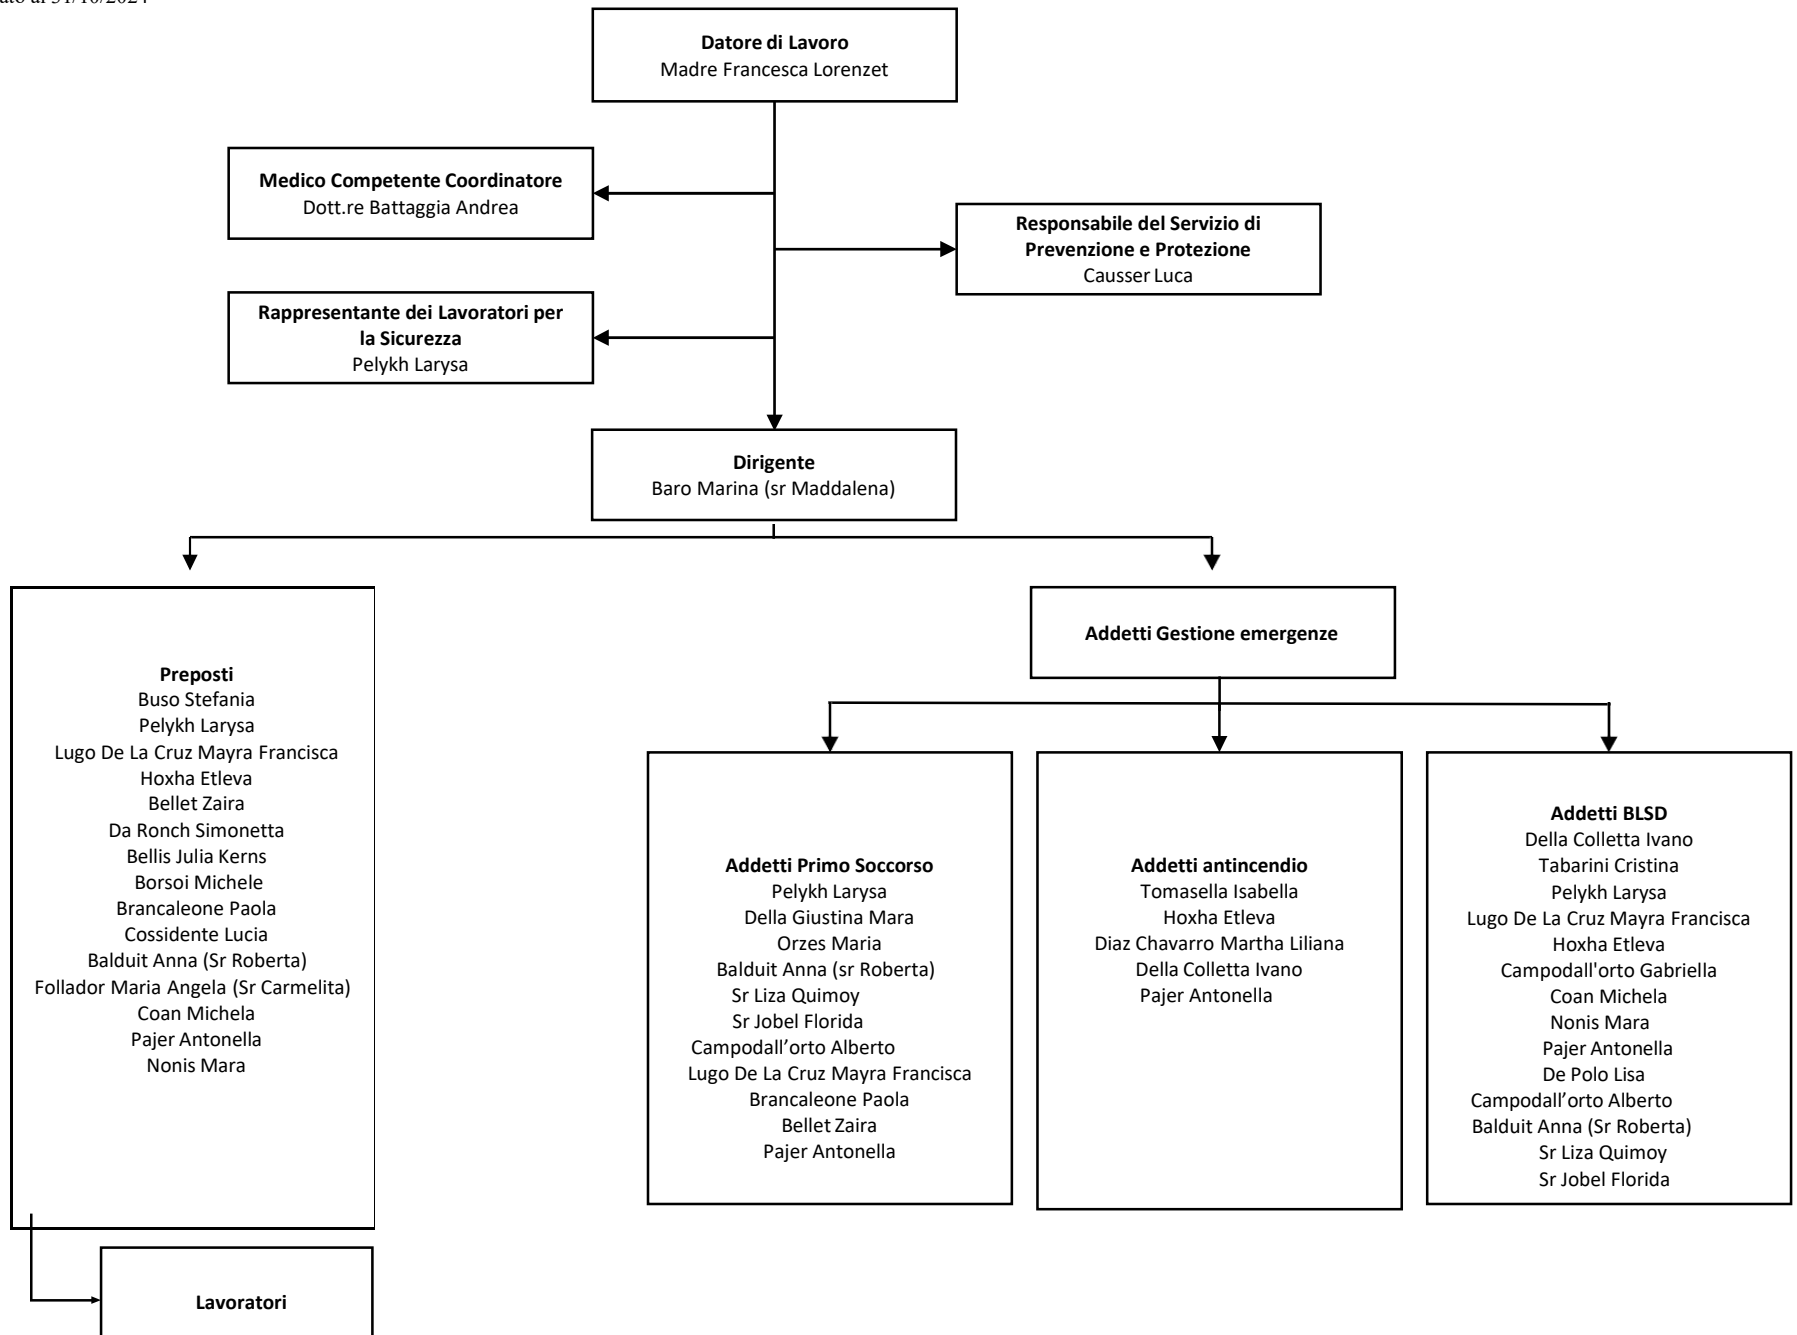 al 31/10/2024
Datore di Lavoro
Madre Francesca Lorenzet
Medico Competente Coordinatore
Dott.re Battaggia Andrea
Responsabile del Servizio di
Prevenzione e Protezione
Causser Luca
Rappresentante dei Lavoratori per
la Sicurezza
Pelykh Larysa
Dirigente
Baro Marina (sr Maddalena)
Preposti
Buso Stefania
Pelykh Larysa
Lugo De La Cruz Mayra Francisca
Hoxha Etleva
Bellet Zaira
Da Ronch Simonetta
Bellis Julia Kerns
Borsoi Michele
Brancaleone Paola
Cossidente Lucia
Balduit Anna (Sr Roberta)
Follador Maria Angela (Sr Carmelita)
Coan Michela
Pajer Antonella
Nonis Mara
Lavoratori
Addetti Gestione emergenze
Addetti Primo Soccorso
Pelykh Larysa
Della Giustina Mara
Orzes Maria
Balduit Anna (sr Roberta)
Sr Liza Quimoy
Sr Jobel Florida
Campodall’orto Alberto
Lugo De La Cruz Mayra Francisca
Brancaleone Paola
Bellet Zaira
Pajer Antonella
Addetti antincendio
Tomasella Isabella
Hoxha Etleva
Diaz Chavarro Martha Liliana
Della Colletta Ivano
Pajer Antonella
Addetti BLSD
Della Colletta Ivano
Tabarini Cristina
Pelykh Larysa
Lugo De La Cruz Mayra Francisca
Hoxha Etleva
Campodall'orto Gabriella
Coan Michela
Nonis Mara
Pajer Antonella
De Polo Lisa
Campodall’orto Alberto
Balduit Anna (Sr Roberta)
Sr Liza Quimoy
Sr Jobel Florida